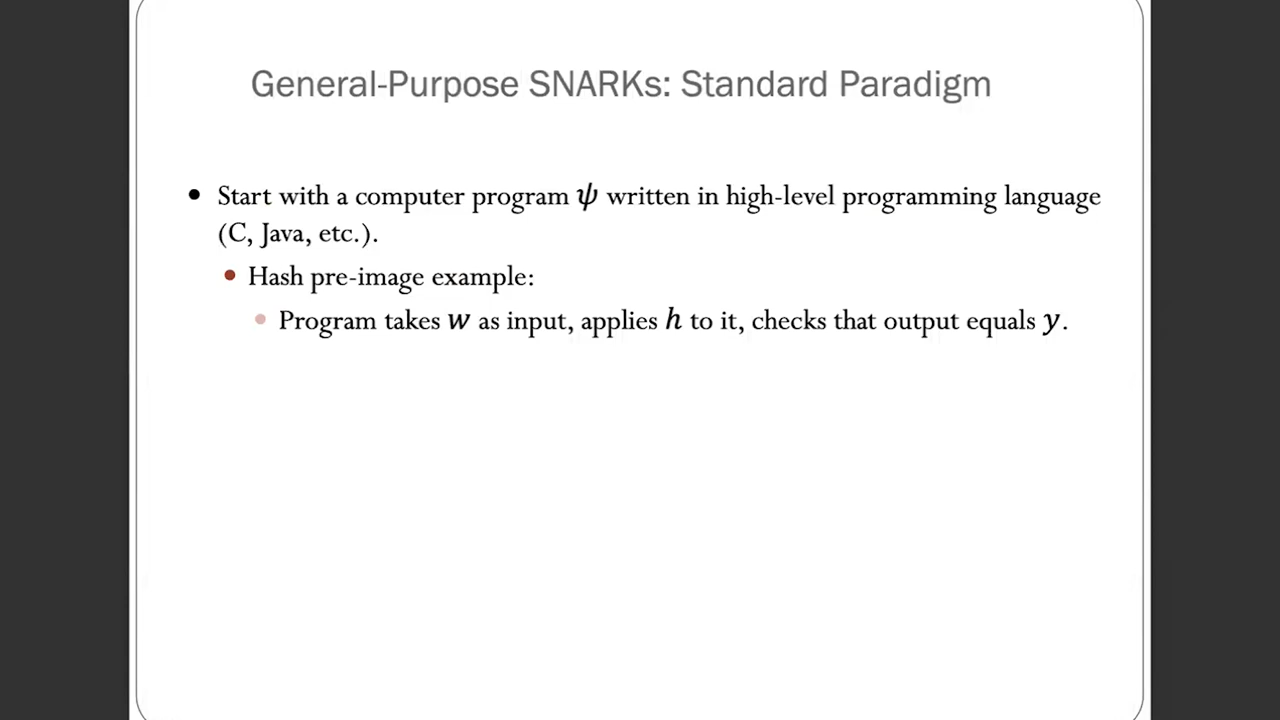 General-Purpose SNARKs: Standard Paradigm
• Start with a computer program ψ written in high-level programming language
(C, Java, etc.).
• Hash pre-image example:
• Program takes w as input, applies h to it, checks that output equals y.